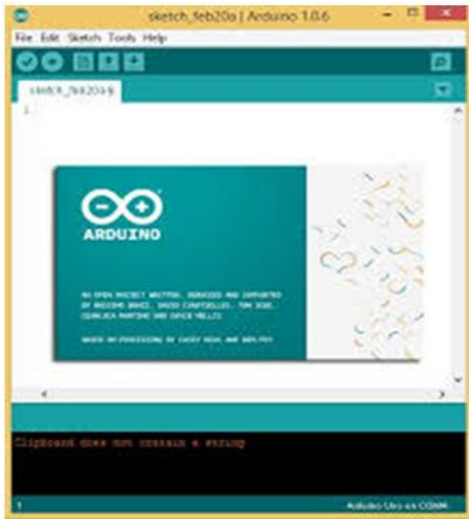 sketch_feb20a | Arduino 1.0.6
File Edit Sketch Tools Help
sketch_feb20a §
1
ARDUINO
AN OPEN PROJECT WRITTEN, DEBUGGED AND SUPPORTED
BY MASSIMO BANZI, DAVID CUARTIELLES, TOM IGOE,
GIANLUCA MARTINO AND DAVID MELLIS
BASED ON PROCESSING BY CASEY REAS AND BEN FRY
Clipboard does not contain a string
1
Arduino Uno on